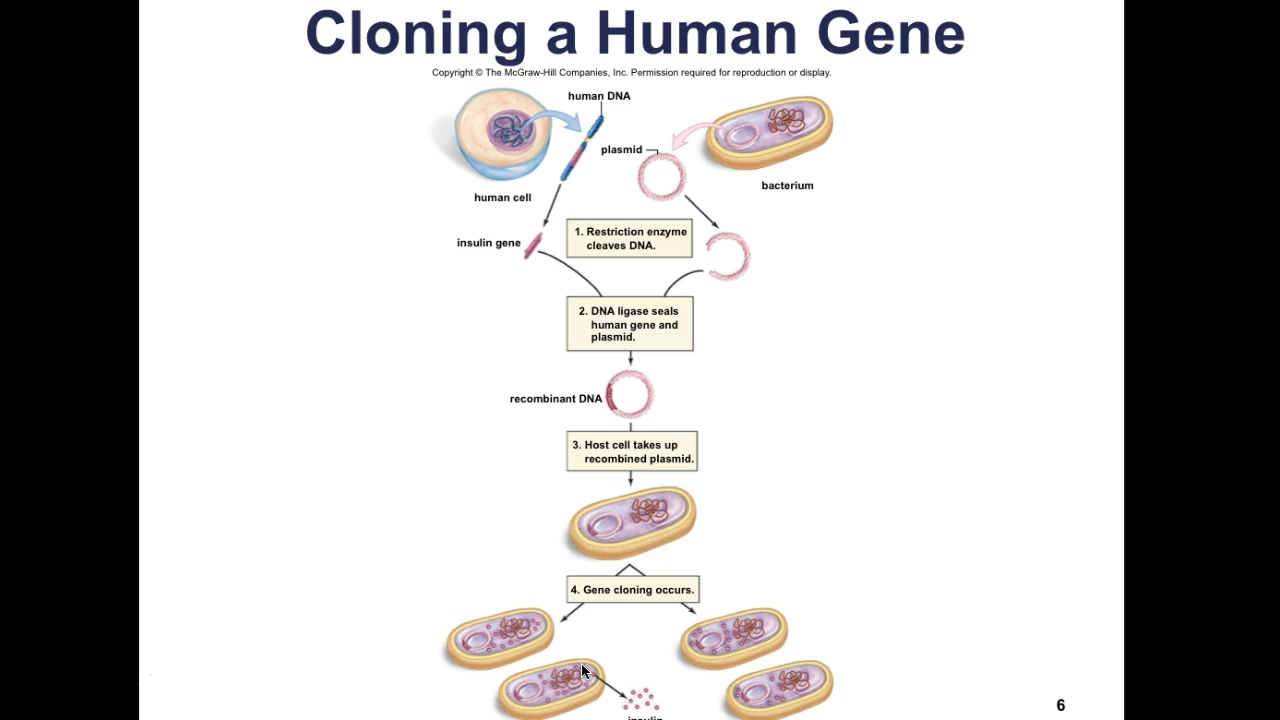 Cloning a Human Gene
Copyright © The McGraw-Hill Companies, Inc. Permission required for reproduction or display.
human DNA
plasmid
bacterium
human cell
insulin gene
1. Restriction enzyme
cleaves DNA.
2. DNA ligase seals
human gene and
plasmid.
recombinant DNA
3. Host cell takes up
recombined plasmid.
4. Gene cloning occurs.
insulin
6